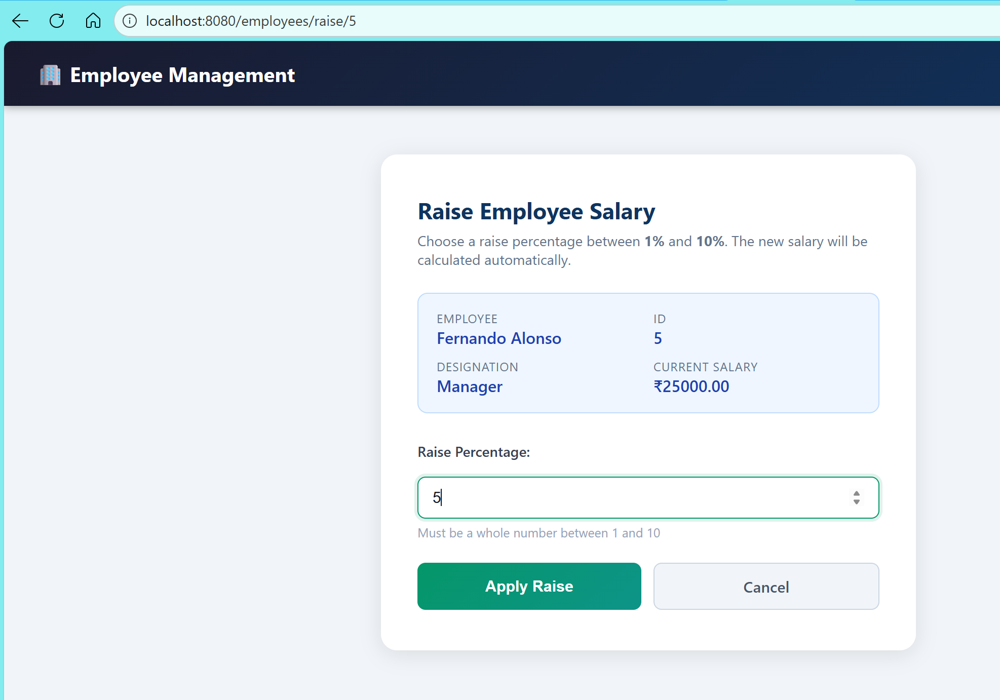 localhost:8080/employees/raise/5
Employee Management
Raise Employee Salary
Choose a raise percentage between 1% and 10%. The new salary will be
calculated automatically.
EMPLOYEE
Fernando Alonso
ID
5
DESIGNATION
Manager
CURRENT SALARY
₹25000.00
Raise Percentage:
5
Must be a whole number between 1 and 10
Apply Raise
Cancel